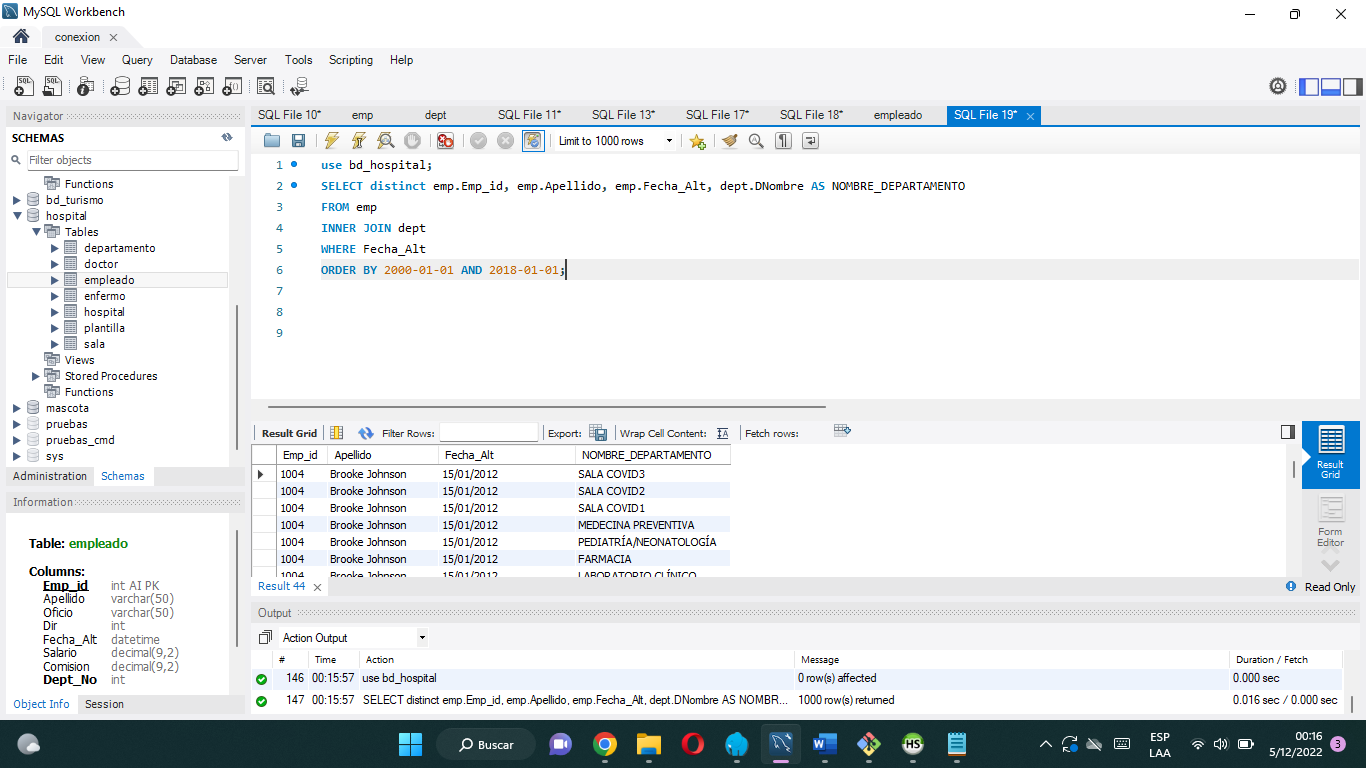 MySQL Workbench
conexion
File Edit View Query Database Server Tools Scripting Help
Navigator
SCHEMAS
Filter objects
Functions
bd_turismo
hospital
Tables
departamento
doctor
empleado
enfermo
hospital
plantilla
sala
Views
Stored Procedures
Functions
mascota
pruebas
pruebas_cmd
sys
Administration Schemas
Information
Table: empleado
Columns:
Emp_id int AI PK
Apellido varchar(50)
Oficio varchar(50)
Dir int
Fecha_Alt datetime
Salario decimal(9,2)
Comision decimal(9,2)
Dept_No int
Object Info Session
SQL File 10* emp dept SQL File 11* SQL File 13* SQL File 17* SQL File 18* empleado SQL File 19*
Limit to 1000 rows
1 use bd_hospital;
2 SELECT distinct emp.Emp_id, emp.Apellido, emp.Fecha_Alt, dept.DNombre AS NOMBRE_DEPARTAMENTO
3 FROM emp
4 INNER JOIN dept
5 WHERE Fecha_Alt
6 ORDER BY 2000-01-01 AND 2018-01-01;
7
8
9
Result Grid Filter Rows: Export: Wrap Cell Content: Fetch rows:
Emp_id Apellido Fecha_Alt NOMBRE_DEPARTAMENTO
1004 Brooke Johnson 15/01/2012 SALA COVID3
1004 Brooke Johnson 15/01/2012 SALA COVID2
1004 Brooke Johnson 15/01/2012 SALA COVID1
1004 Brooke Johnson 15/01/2012 MEDECINA PREVENTIVA
1004 Brooke Johnson 15/01/2012 PEDIATRÍA/NEONATOLOGÍA
1004 Brooke Johnson 15/01/2012 FARMACIA
1004 Brooke Johnson 15/01/2012 LABORATORIO CLÍNICO
Result Grid
Form Editor
Result 44
Read Only
Output
Action Output
# Time Action Message Duration / Fetch
146 00:15:57 use bd_hospital 0 row(s) affected 0.000 sec
147 00:15:57 SELECT distinct emp.Emp_id, emp.Apellido, emp.Fecha_Alt, dept.DNombre AS NOMBR... 1000 row(s) returned 0.016 sec / 0.000 sec
Buscar
ESP
LAA
00:16
5/12/2022
3